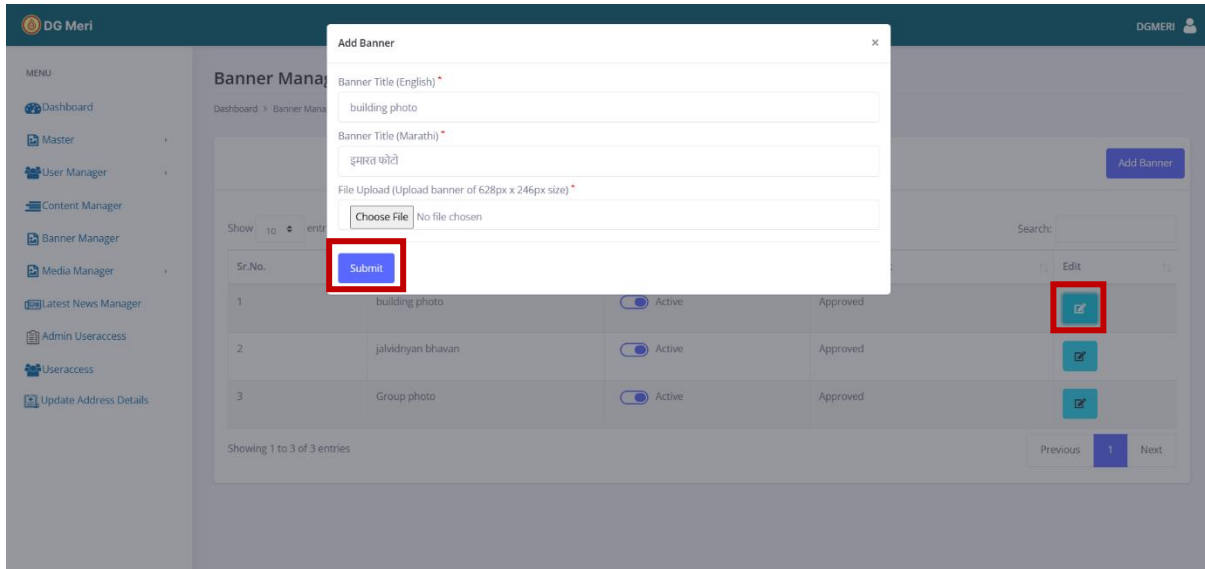 DG Meri
DGMERI
Add Banner
×
MENU
Banner Mana
Banner Title (English) *
Dashboard
Dashboard > Banner Mana
building photo
Master
Banner Title (Marathi) *
User Manager
इमारत फोटो
Add Banner
File Upload (Upload banner of 628px x 246px size) *
Content Manager
Choose File No file chosen
Banner Manager
Show 10 entr
Search:
Media Manager
Sr.No.
Submit
Edit
Latest News Manager
1 building photo Active Approved
Admin Useraccess
2 jalvidnyan bhavan Active Approved
Useraccess
Update Address Details
3 Group photo Active Approved
Showing 1 to 3 of 3 entries
Previous 1 Next